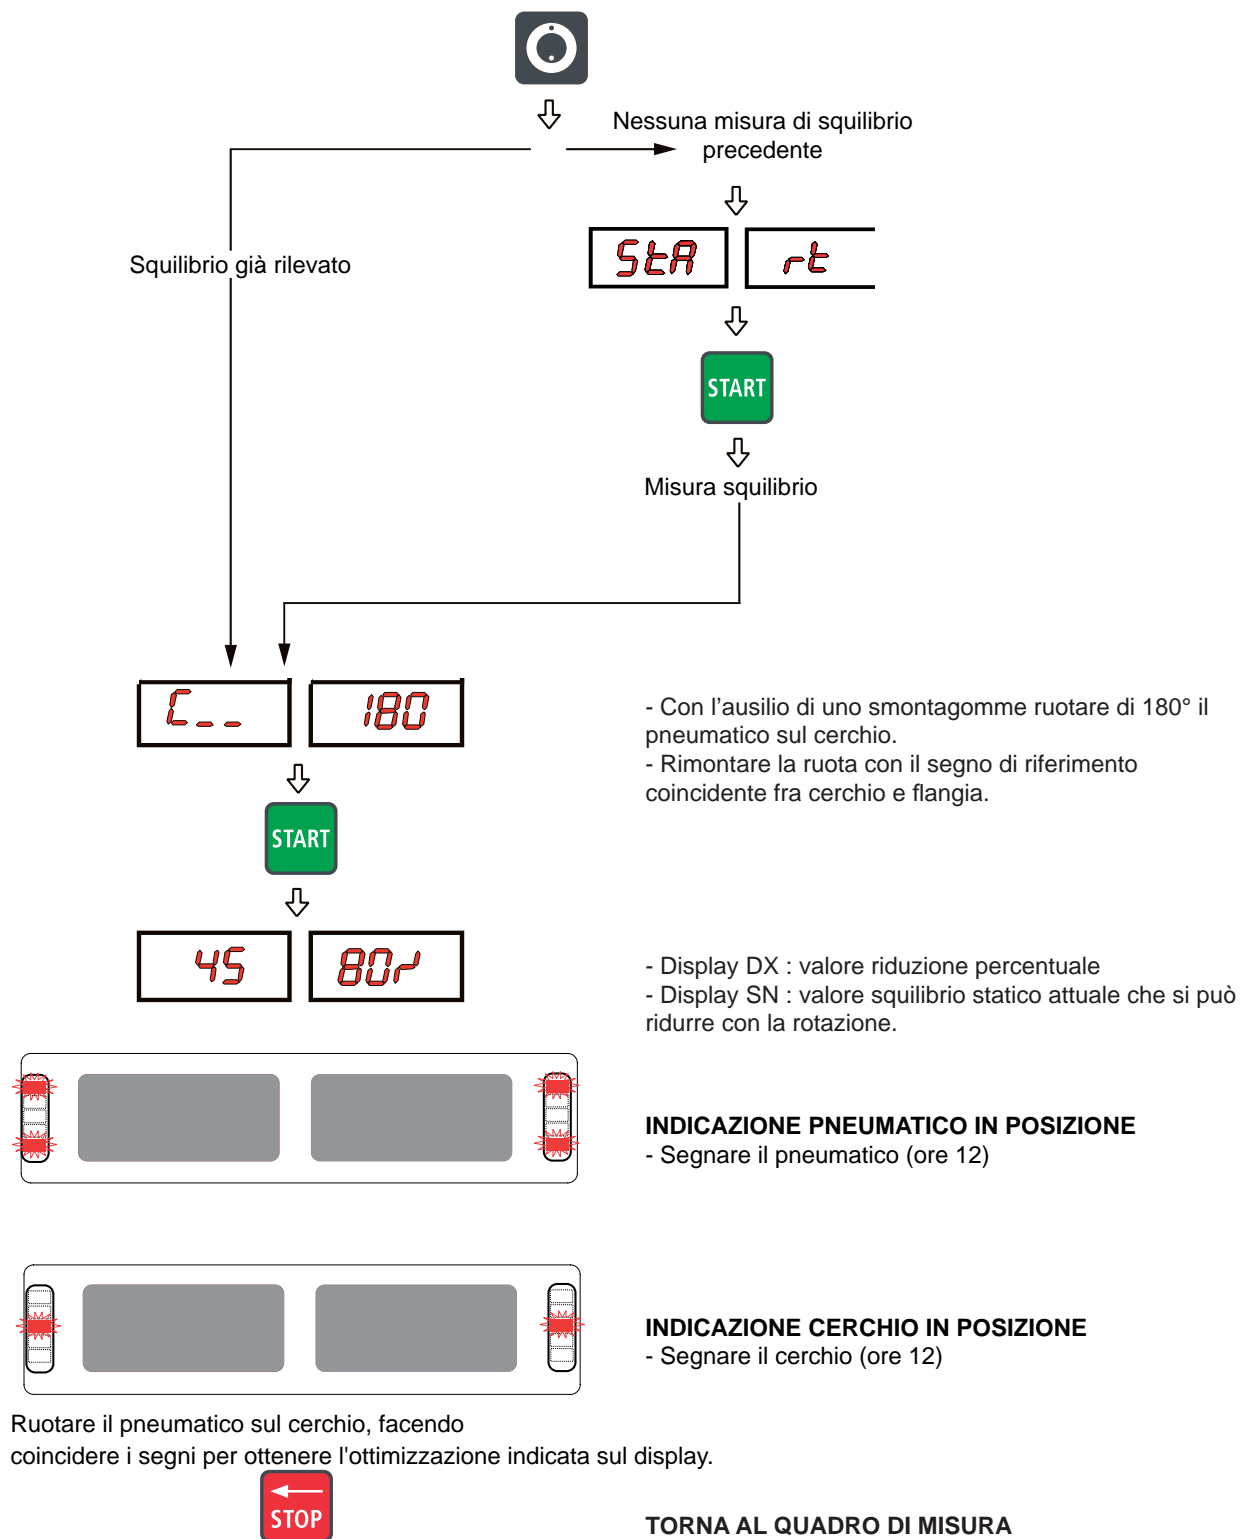 Nessuna misura di squilibrio
precedente
Squilibrio già rilevato
StA rt
START
Misura squilibrio
C__ 180
- Con l'ausilio di uno smontagomme ruotare di 180° il
pneumatico sul cerchio.
- Rimontare la ruota con il segno di riferimento
coincidente fra cerchio e flangia.
START
45 80r
- Display DX : valore riduzione percentuale
- Display SN : valore squilibrio statico attuale che si può
ridurre con la rotazione.
INDICAZIONE PNEUMATICO IN POSIZIONE
- Segnare il pneumatico (ore 12)
INDICAZIONE CERCHIO IN POSIZIONE
- Segnare il cerchio (ore 12)
Ruotare il pneumatico sul cerchio, facendo
coincidere i segni per ottenere l'ottimizzazione indicata sul display.
STOP
TORNA AL QUADRO DI MISURA